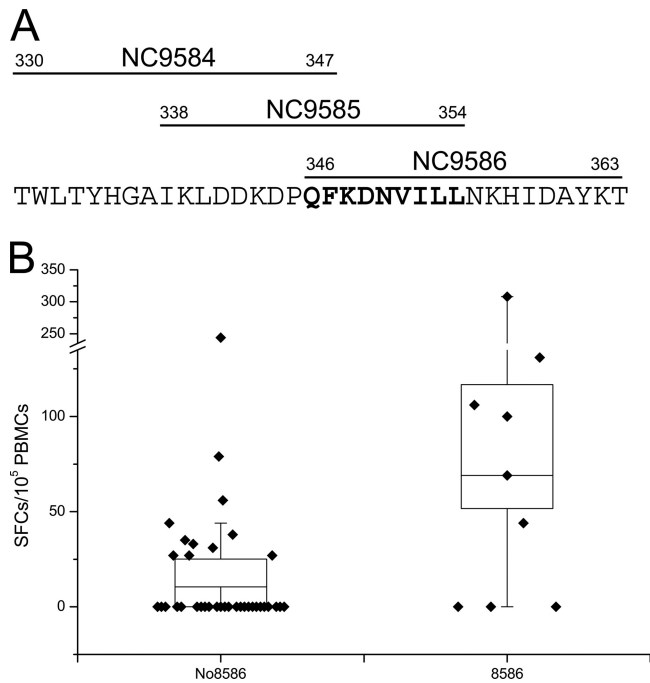 A
330 NC9584 347
338 NC9585 354
346 NC9586 363
TWLTYHGAIKLDDKDPQFKDNVILLNKHIDAYKT
B
350
300
250
100
50
0
SFCs/10⁵ PBMCs
No8586 8586